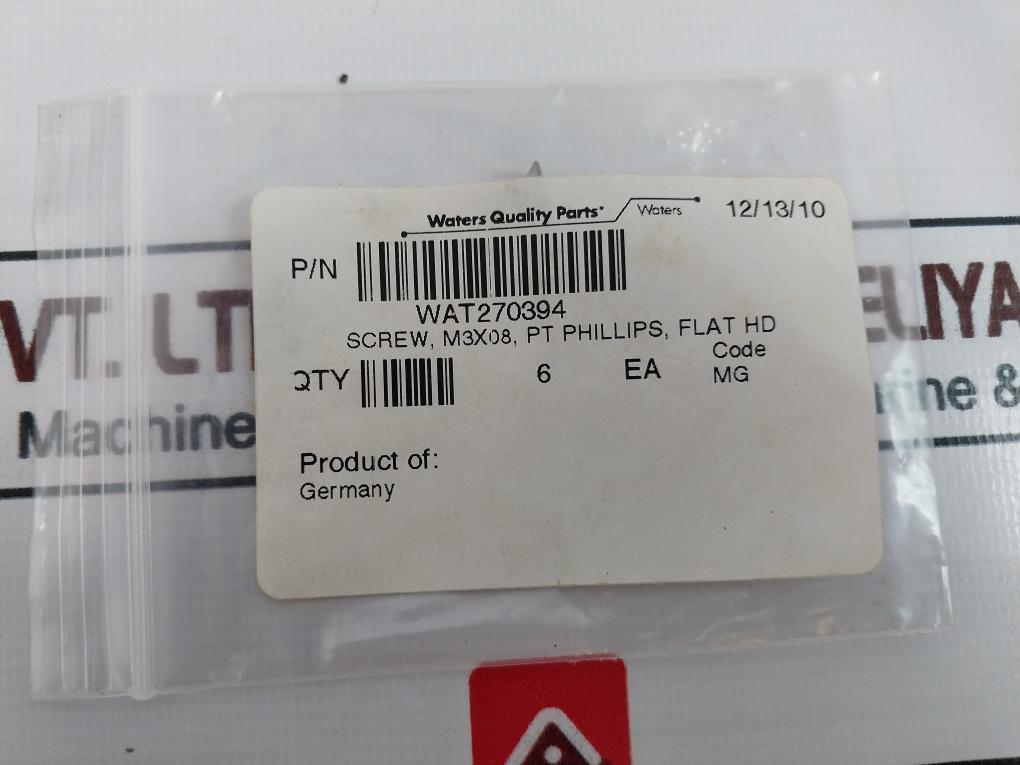 Waters Quality Parts Waters 12/13/10
P/N
WAT270394
SCREW, M3X08, PT PHILLIPS, FLAT HD
QTY 6 EA Code
MG
Product of:
Germany
VT. LT ELIYA
Machine ine &